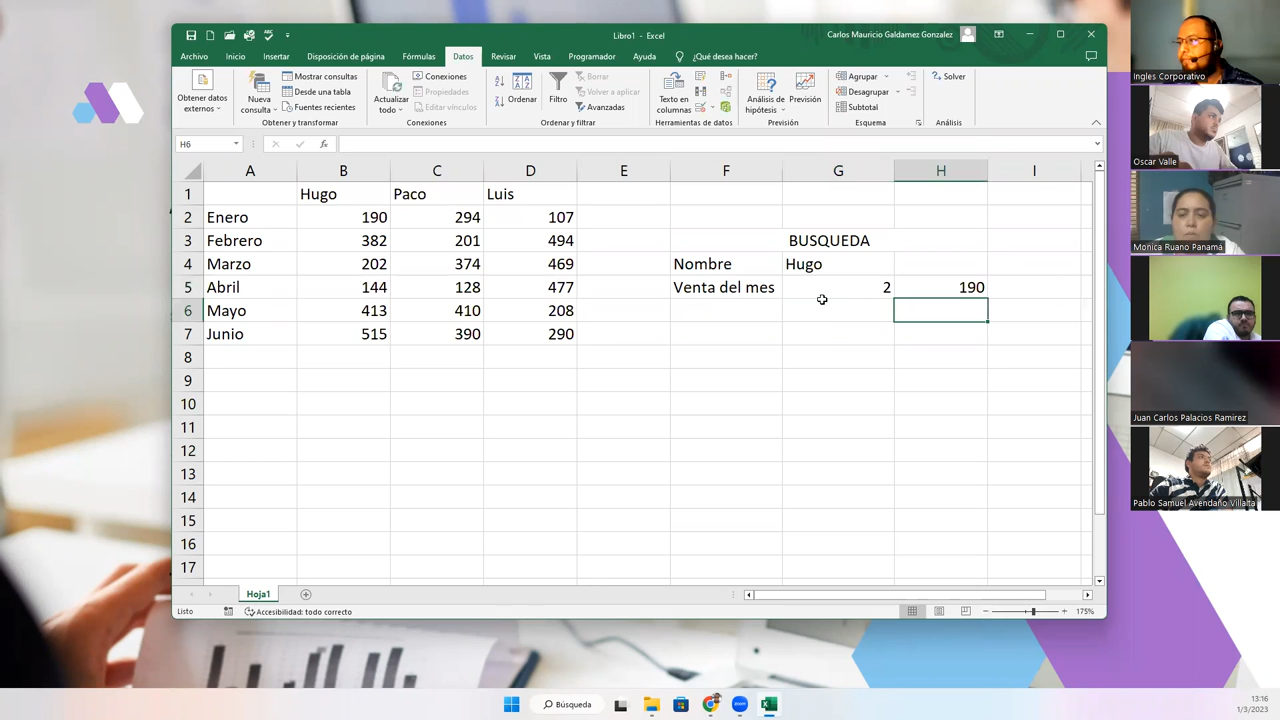 Libro1 - Excel
Carlos Mauricio Galdamez Gonzalez
Archivo Inicio Insertar Disposición de página Fórmulas Datos Revisar Vista Programador Ayuda ¿Qué desea hacer?
Obtener datos externos
Nueva consulta
Mostrar consultas
Desde una tabla
Fuentes recientes
Obtener y transformar
Actualizar todo
Conexiones
Propiedades
Editar vínculos
Conexiones
Ordenar
Filtro
Borrar
Volver a aplicar
Avanzadas
Ordenar y filtrar
Texto en columnas
Herramientas de datos
Análisis de hipótesis
Previsión
Previsión
Agrupar
Desagrupar
Subtotal
Esquema
Solver
Análisis
H6
A B C D E F G H I
1 Hugo Paco Luis
2 Enero 190 294 107
3 Febrero 382 201 494 BUSQUEDA
4 Marzo 202 374 469 Nombre Hugo
5 Abril 144 128 477 Venta del mes 2 190
6 Mayo 413 410 208
7 Junio 515 390 290
8
9
10
11
12
13
14
15
16
17
Hoja1
Listo
Accesibilidad: todo correcto
175%
Ingles Corporativo
Oscar Valle
Monica Ruano Panamá
Juan Carlos Palacios Ramirez
Pablo Samuel Avendaño Villalta
Búsqueda
zoom
13:16
1/3/2023